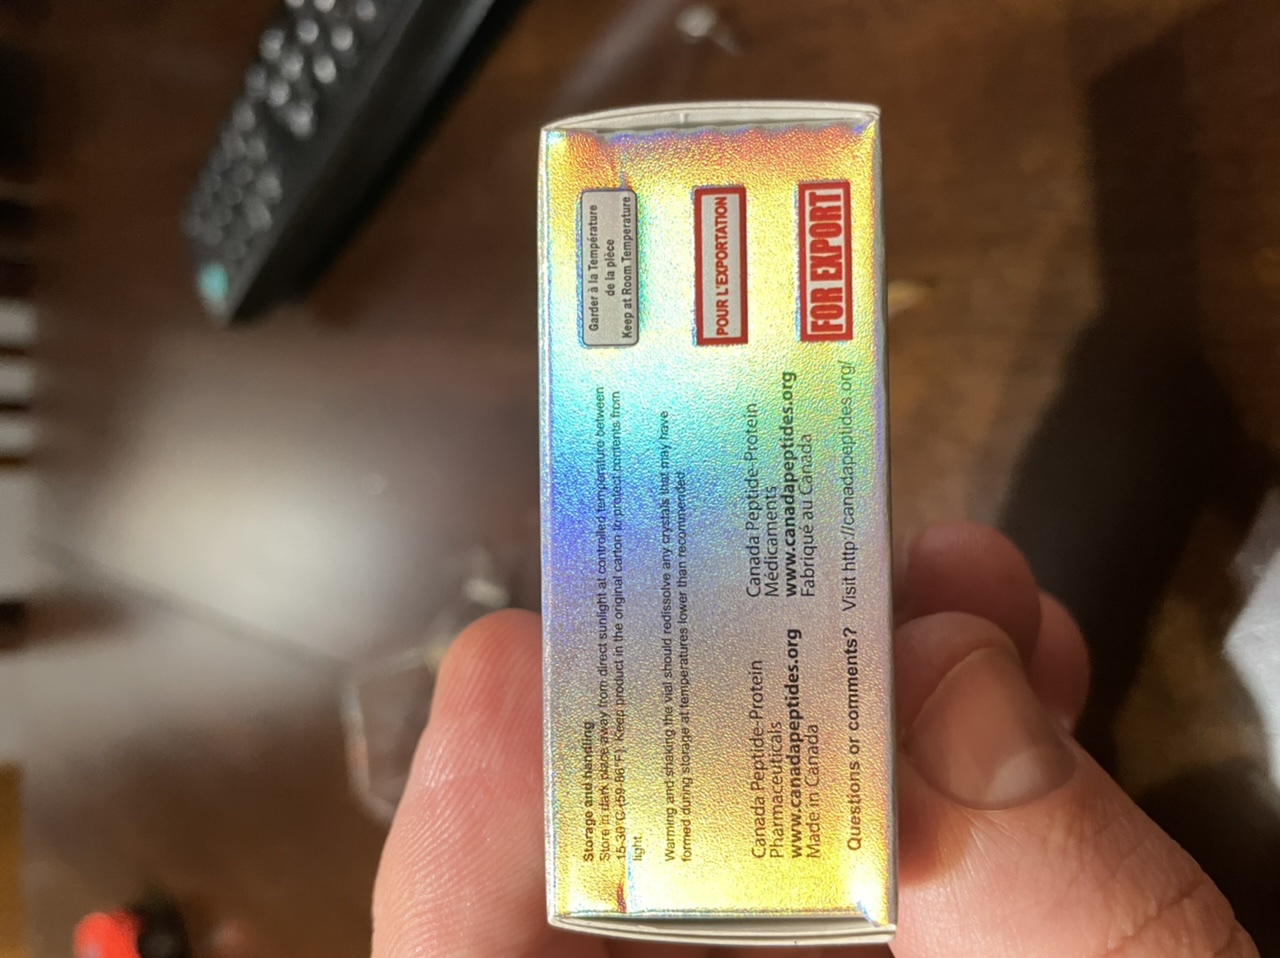 Storage and handling
Store in dark place away from direct sunlight at controlled temperature between
15-30°C (59-86°F). Keep product in the original carton to protect contents from
light.
Warming and shaking the vial should redissolve any crystals that may have
formed during storage at temperatures lower than recommended.
Canada Peptide-Protein
Pharmaceuticals
www.canadapeptides.org
Made in Canada
Canada Peptide-Protein
Médicaments
www.canadapeptides.org
Fabriqué au Canada
Questions or comments? Visit http://canadapeptides.org/
Garder à la Température
de la pièce
Keep at Room Temperature
POUR L'EXPORTATION
FOR EXPORT